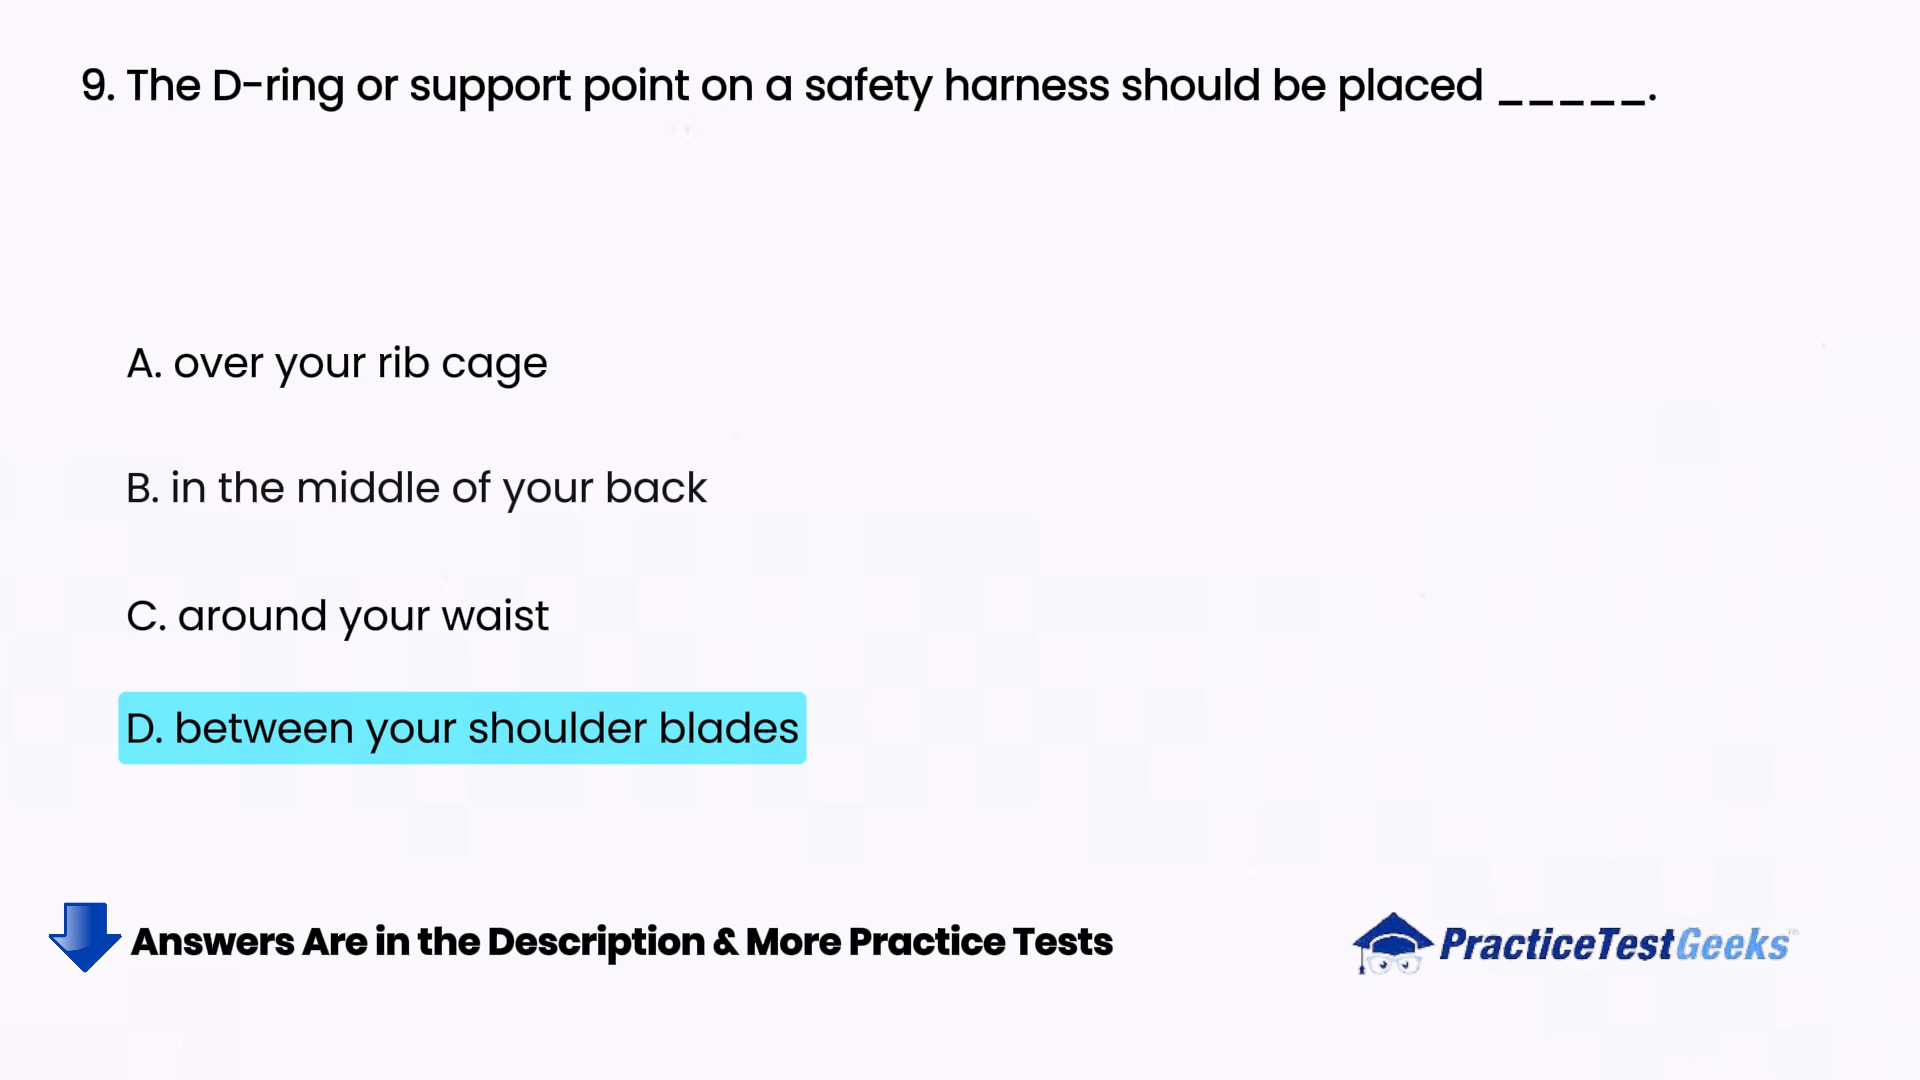 9. The D-ring or support point on a safety harness should be placed _____.
A. over your rib cage
B. in the middle of your back
C. around your waist
D. between your shoulder blades
Answers Are in the Description & More Practice Tests
PracticeTestGeeks™